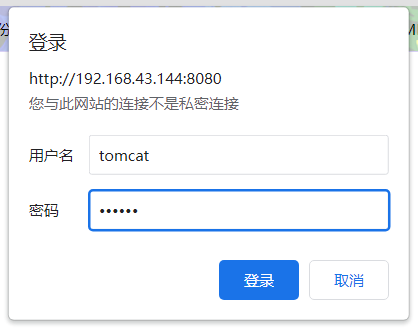 份
M
登录
http://192.168.43.144:8080
您与此网站的连接不是私密连接
用户名 tomcat
密码 ••••••
登录 取消